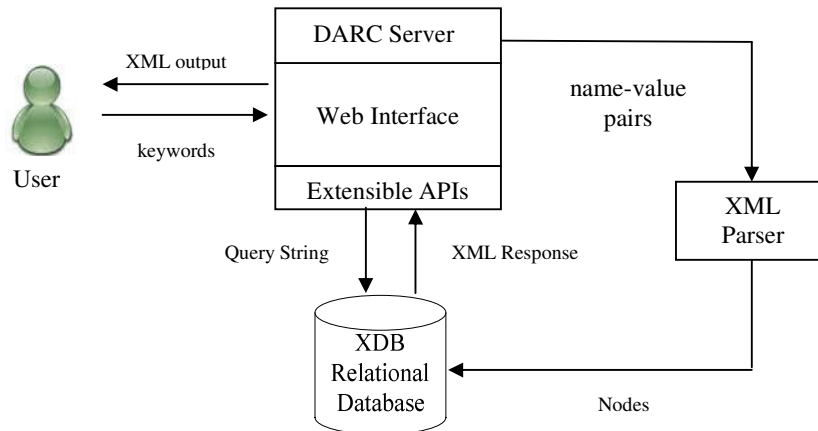 DARC Server
XML output
Web Interface
name-value
pairs
keywords
User
Extensible APIs
XML
Parser
Query String
XML Response
XDB
Relational
Database
Nodes